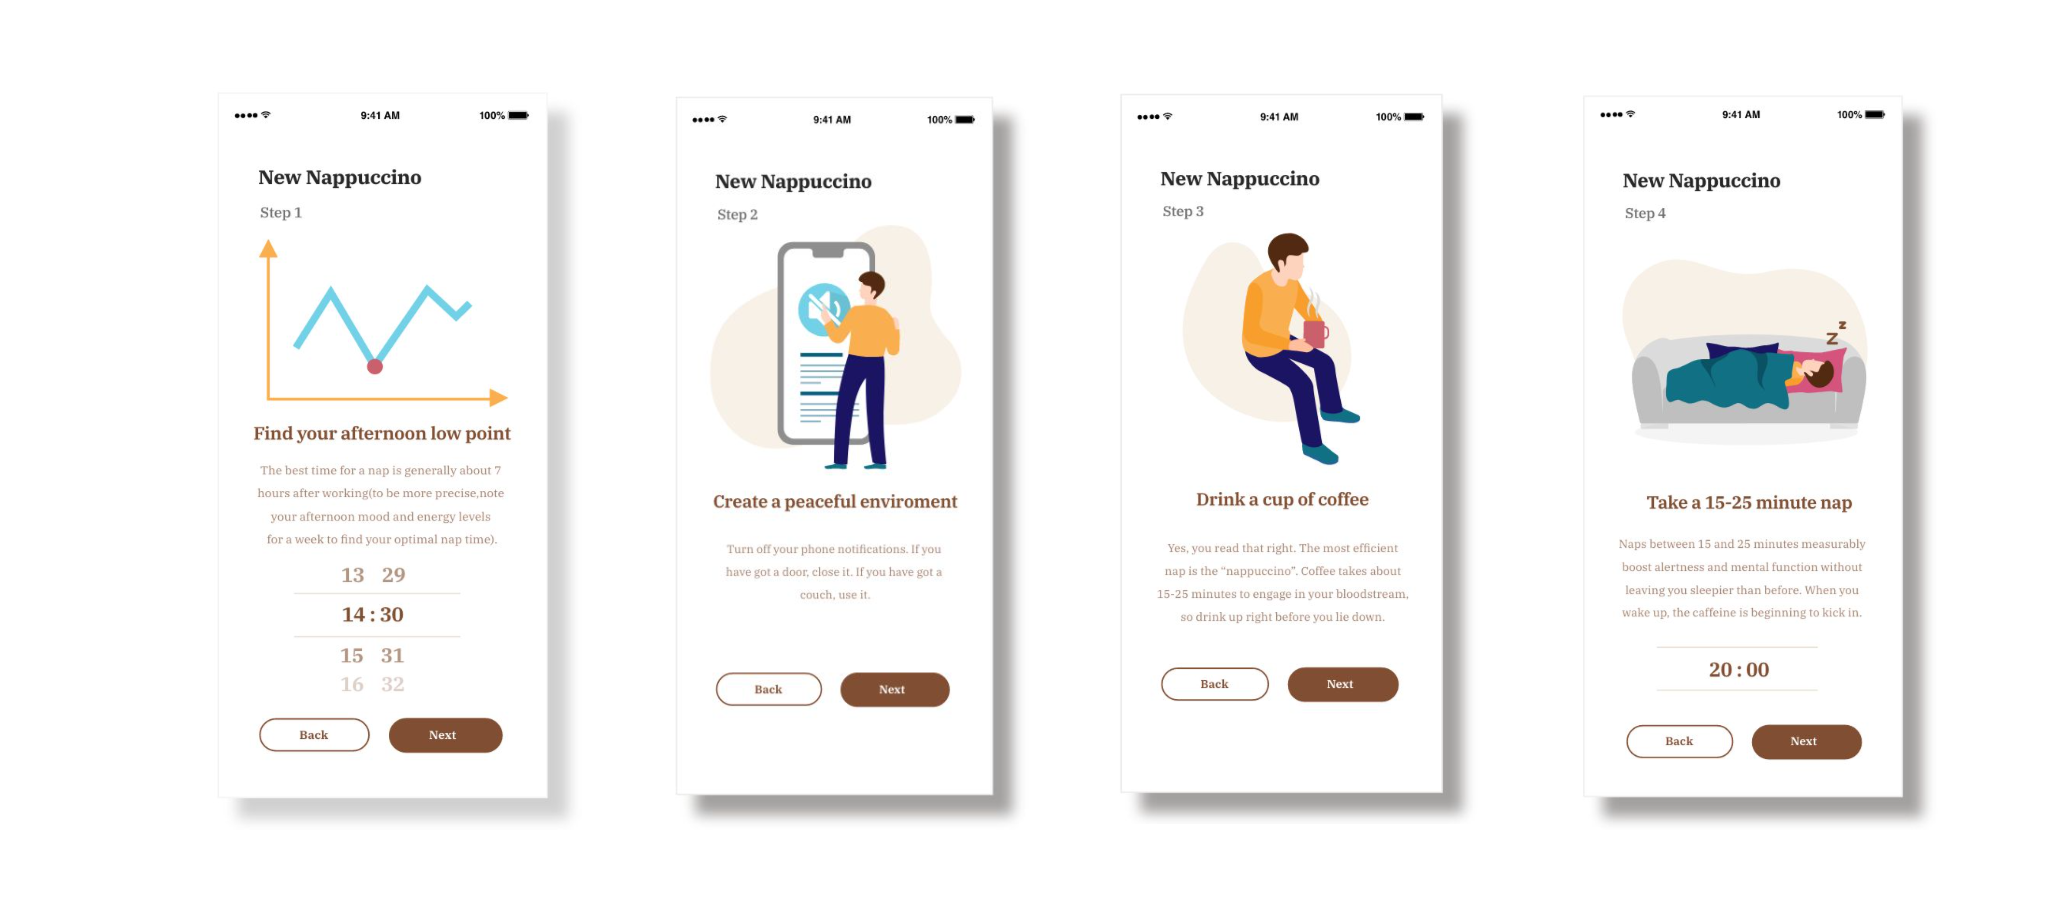 9:41 AM 100%
New Nappuccino
Step 1
Find your afternoon low point
The best time for a nap is generally about 7
hours after working(to be more precise,note
your afternoon mood and energy levels
for a week to find your optimal nap time).
13 29
14 : 30
15 31
16 32
Back Next
9:41 AM 100%
New Nappuccino
Step 2
Create a peaceful enviroment
Turn off your phone notifications. If you
have got a door, close it. If you have got a
couch, use it.
Back Next
9:41 AM 100%
New Nappuccino
Step 3
Drink a cup of coffee
Yes, you read that right. The most efficient
nap is the “nappuccino”. Coffee takes about
15-25 minutes to engage in your bloodstream,
so drink up right before you lie down.
Back Next
9:41 AM 100%
New Nappuccino
Step 4
z
Z
Take a 15-25 minute nap
Naps between 15 and 25 minutes measurably
boost alertness and mental function without
leaving you sleepier than before. When you
wake up, the caffeine is beginning to kick in.
20 : 00
Back Next